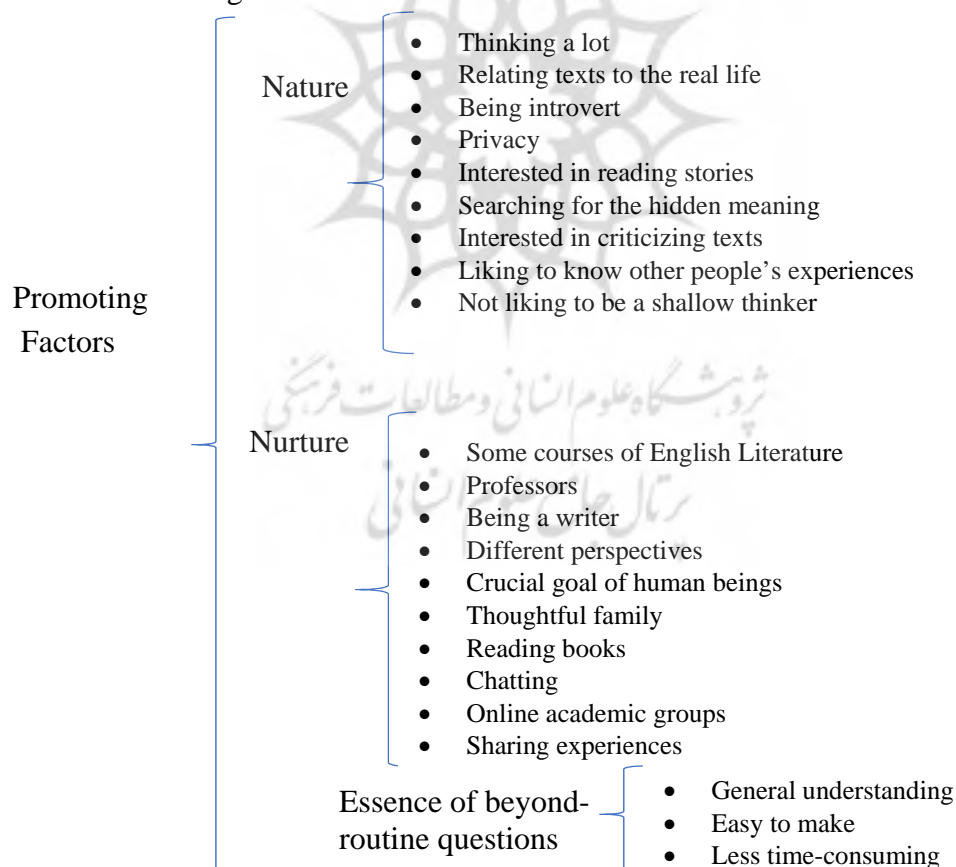 Nature
• Thinking a lot
• Relating texts to the real life
• Being introvert
• Privacy
• Interested in reading stories
• Searching for the hidden meaning
• Interested in criticizing texts
• Liking to know other people’s experiences
• Not liking to be a shallow thinker
Promoting
Factors
پژوهشگاه علوم انسانی و مطالعات فرهنگی
پرتال جامع علوم انسانی
Nurture
• Some courses of English Literature
• Professors
• Being a writer
• Different perspectives
• Crucial goal of human beings
• Thoughtful family
• Reading books
• Chatting
• Online academic groups
• Sharing experiences
Essence of beyond-
routine questions
• General understanding
• Easy to make
• Less time-consuming